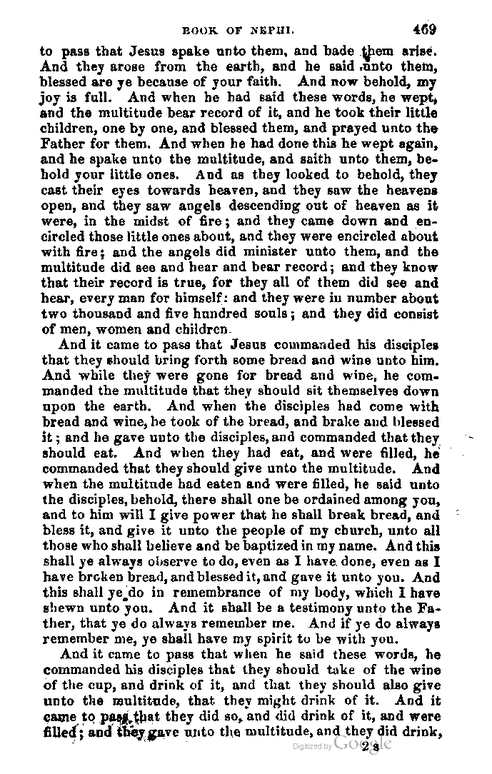 BOOK OF NEPHI. 469
to pass that Jesus spake unto them, and bade them arise.
And they arose from the earth, and he said unto them,
blessed are ye because of your faith. And now behold, my
joy is full. And when he had said these words, he wept,
and the multitude bear record of it, and he took their little
children, one by one, and blessed them, and prayed unto the
Father for them. And when he had done this he wept again,
and he spake unto the multitude, and saith unto them, be-
hold your little ones. And as they looked to behold, they
cast their eyes towards heaven, and they saw the heavens
open, and they saw angels descending out of heaven as it
were, in the midst of fire; and they came down and en-
circled those little ones about, and they were encircled about
with fire; and the angels did minister unto them, and the
multitude did see and hear and bear record; and they know
that their record is true, for they all of them did see and
hear, every man for himself: and they were in number about
two thousand and five hundred souls; and they did consist
of men, women and children.
And it came to pass that Jesus commanded his disciples
that they should bring forth some bread and wine unto him.
And while they were gone for bread and wine, he com-
manded the multitude that they should sit themselves down
upon the earth. And when the disciples had come with
bread and wine, he took of the bread, and brake and blessed
it; and he gave unto the disciples, and commanded that they
should eat. And when they had eat, and were filled, he
commanded that they should give unto the multitude. And
when the multitude had eaten and were filled, he said unto
the disciples, behold, there shall one be ordained among you,
and to him will I give power that he shall break bread, and
bless it, and give it unto the people of my church, unto all
those who shall believe and be baptized in my name. And this
shall ye always observe to do, even as I have done, even as I
have broken bread, and blessed it, and gave it unto you. And
this shall ye do in remembrance of my body, which I have
shewn unto you. And it shall be a testimony unto the Fa-
ther, that ye do always remember me. And if ye do always
remember me, ye shall have my spirit to be with you.
And it came to pass that when he said these words, he
commanded his disciples that they should take of the wine
of the cup, and drink of it, and that they should also give
unto the multitude, that they might drink of it. And it
came to pass that they did so, and did drink of it, and were
filled; and they gave unto the multitude, and they did drink,
Digitized by Google 2s